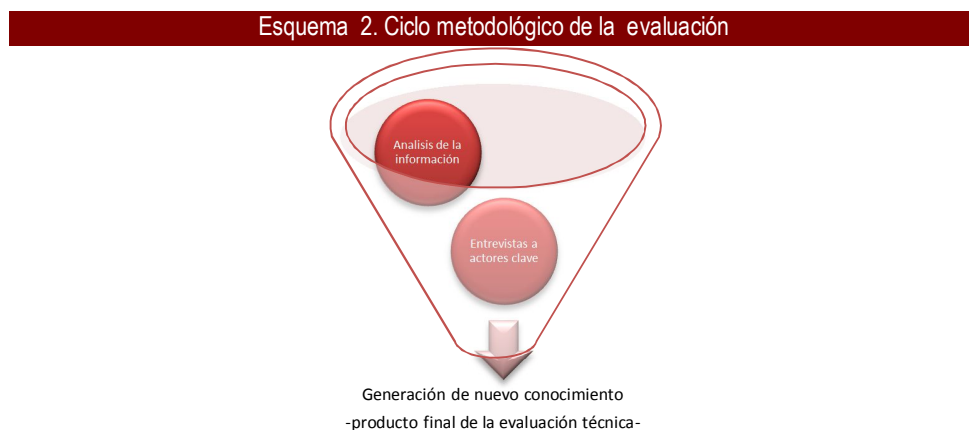 Esquema 2. Ciclo metodológico de la evaluación
Analisis de la
información
Entrevistas a
actores clave
Generación de nuevo conocimiento
-producto final de la evaluación técnica-